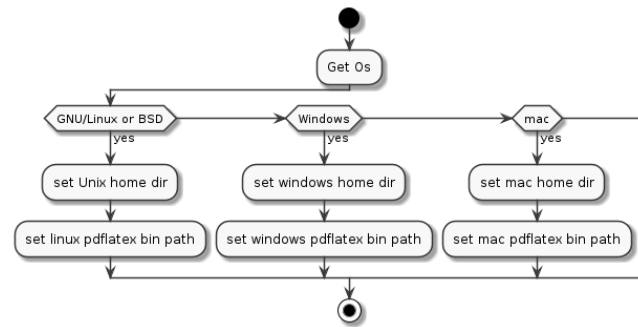 Get Os
GNU/Linux or BSD
Windows
mac
yes
yes
yes
set Unix home dir
set windows home dir
set mac home dir
set linux pdflatex bin path
set windows pdflatex bin path
set mac pdflatex bin path